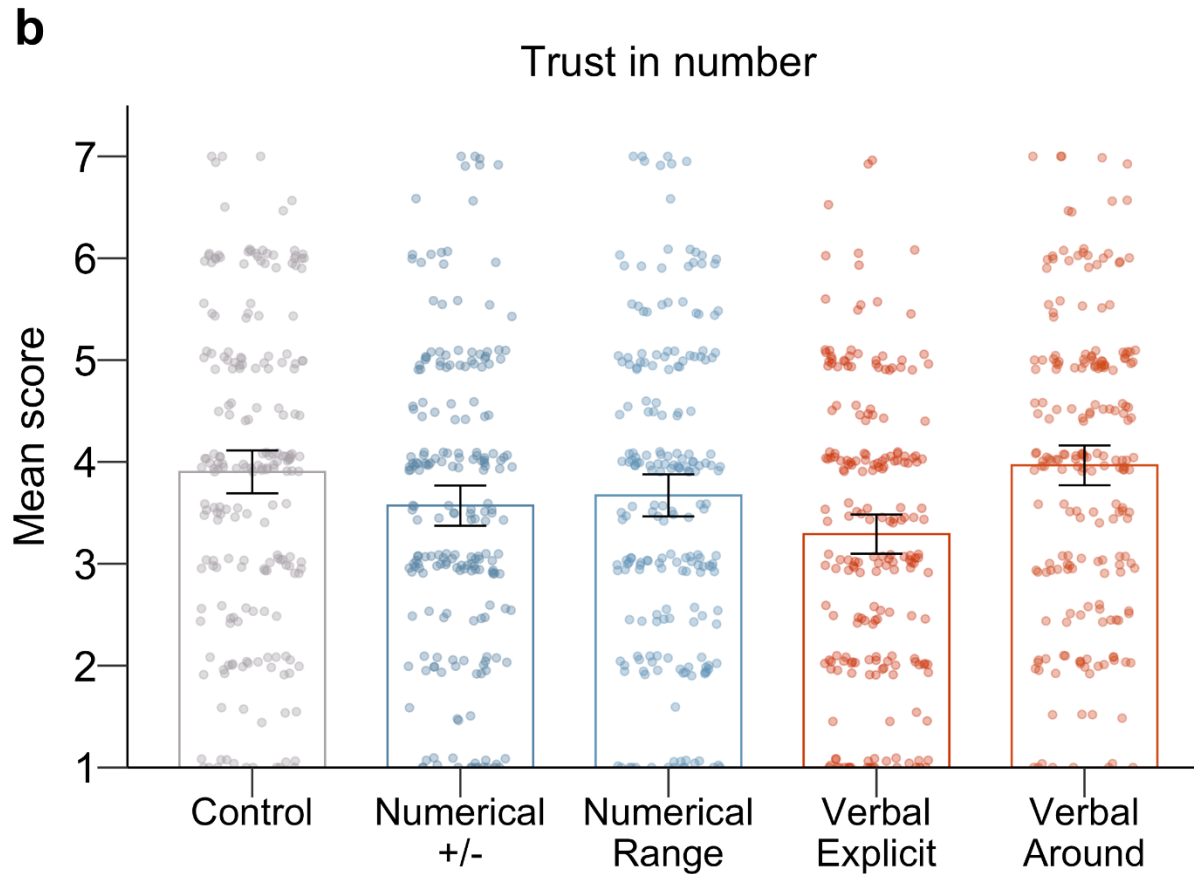 b
Trust in number
Mean score
7
6
5
4
3
2
1
Control
Numerical
+/-
Numerical
Range
Verbal
Explicit
Verbal
Around